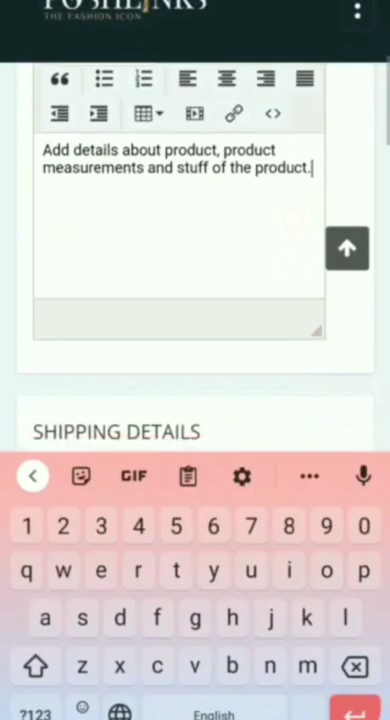 POSHLINKS
THE FASHION ICON
Add details about product, product
measurements and stuff of the product.
SHIPPING DETAILS
GIF
1 2 3 4 5 6 7 8 9 0
q w e r t y u i o p
a s d f g h j k l
z x c v b n m
?123 English